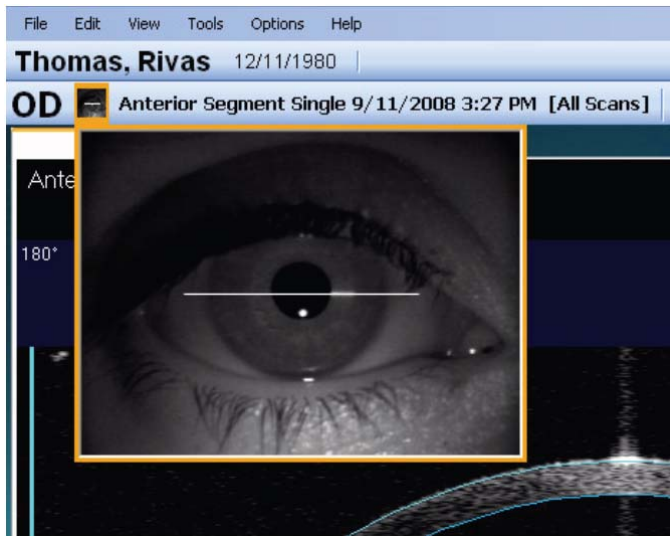 File Edit View Tools Options Help
Thomas, Rivas 12/11/1980
OD Anterior Segment Single 9/11/2008 3:27 PM [All Scans]
Ante
180°